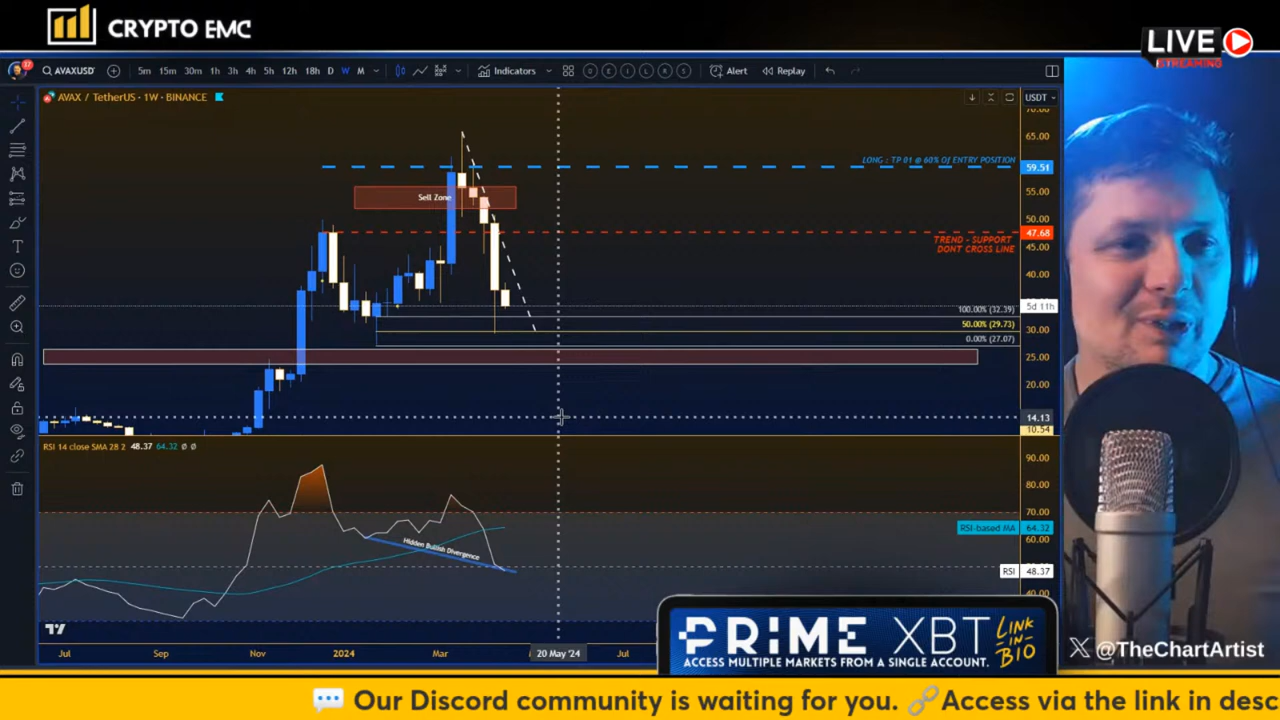 CRYPTO EMC
LIVE
STREAMING
17
AVAXUSD
5m 15m 30m 1h 3h 4h 5h 12h 18h D W M
Indicators
Alert
Replay
AVAX / TetherUS · 1W · BINANCE
USDT
70.00
65.00
LONG : TP 01 @ 60% OF ENTRY POSITION
59.51
Sell Zone
55.00
50.00
47.68
TREND - SUPPORT
DONT CROSS LINE
45.00
40.00
5d 11h
100.00% (32.39)
50.00% (29.73)
30.00
0.00% (27.07)
25.00
20.00
14.13
10.54
RSI 14 close SMA 28 2 48.37 64.32 ø ø
90.00
80.00
70.00
RSI-based MA 64.32
60.00
Hidden Bullish Divergence
RSI 48.37
40.00
Jul Sep Nov 2024 Mar 20 May '24 Jul
PRIME XBT
ACCESS MULTIPLE MARKETS FROM A SINGLE ACCOUNT.
LINK
IN
BIO
X @TheChartArtist
Our Discord community is waiting for you. Access via the link in desc